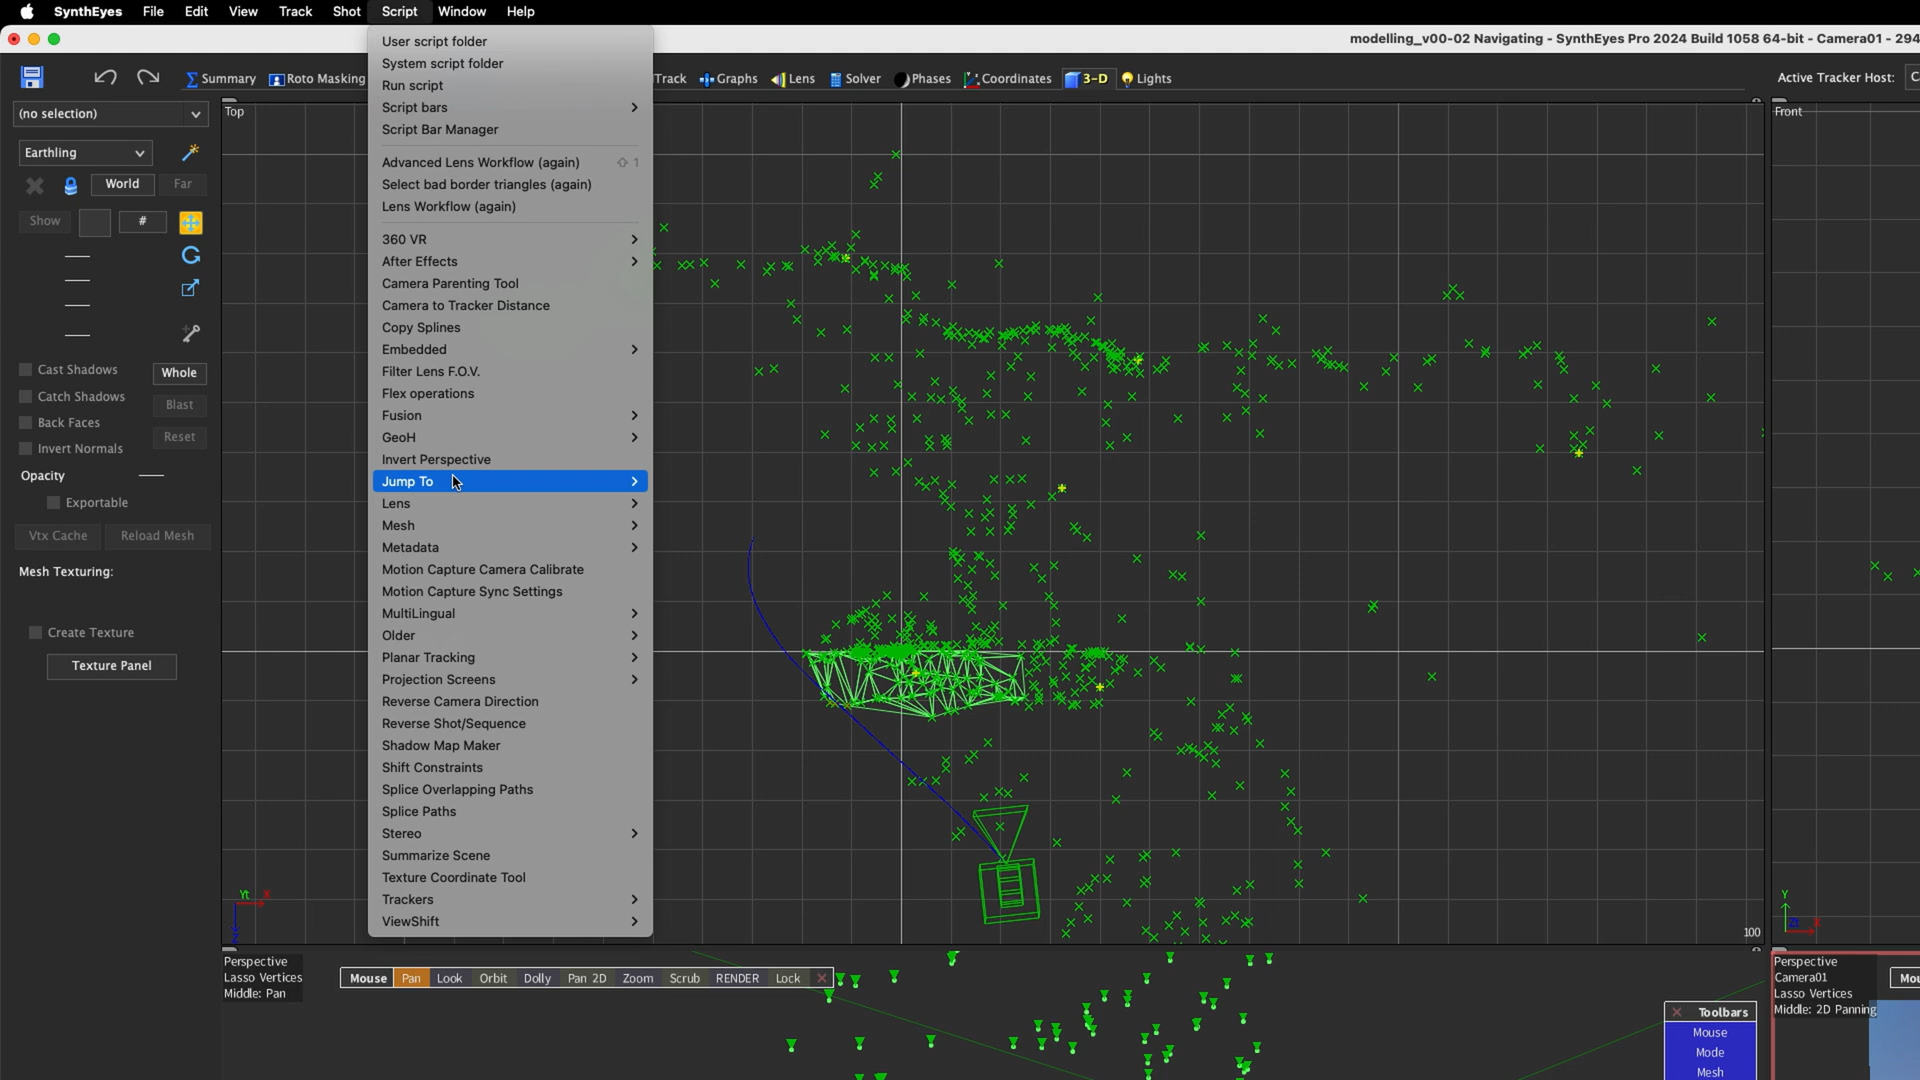 SynthEyes File Edit View Track Shot Script Window Help
modelling_v00-02 Navigating - SynthEyes Pro 2024 Build 1058 64-bit - Camera01 - 294
Summary Roto Masking Track Graphs Lens Solver Phases Coordinates 3-D Lights Active Tracker Host:
(no selection)
Earthling
World Far
Show #
Cast Shadows Whole
Catch Shadows Blast
Back Faces
Invert Normals Reset
Opacity
Exportable
Vtx Cache Reload Mesh
Mesh Texturing:
Create Texture
Texture Panel
User script folder
System script folder
Run script
Script bars
Script Bar Manager
Advanced Lens Workflow (again) ⇧ 1
Select bad border triangles (again)
Lens Workflow (again)
360 VR
After Effects
Camera Parenting Tool
Camera to Tracker Distance
Copy Splines
Embedded
Filter Lens F.O.V.
Flex operations
Fusion
GeoH
Invert Perspective
Jump To
Lens
Mesh
Metadata
Motion Capture Camera Calibrate
Motion Capture Sync Settings
MultiLingual
Older
Planar Tracking
Projection Screens
Reverse Camera Direction
Reverse Shot/Sequence
Shadow Map Maker
Shift Constraints
Splice Overlapping Paths
Splice Paths
Stereo
Summarize Scene
Texture Coordinate Tool
Trackers
ViewShift
Top
Yt X
Z
100
Front
Y
Zt X
Perspective
Lasso Vertices
Middle: Pan
Mouse Pan Look Orbit Dolly Pan 2D Zoom Scrub RENDER Lock
Toolbars
Mouse
Mode
Mesh
Perspective
Camera01
Lasso Vertices
Middle: 2D Panning
Mou